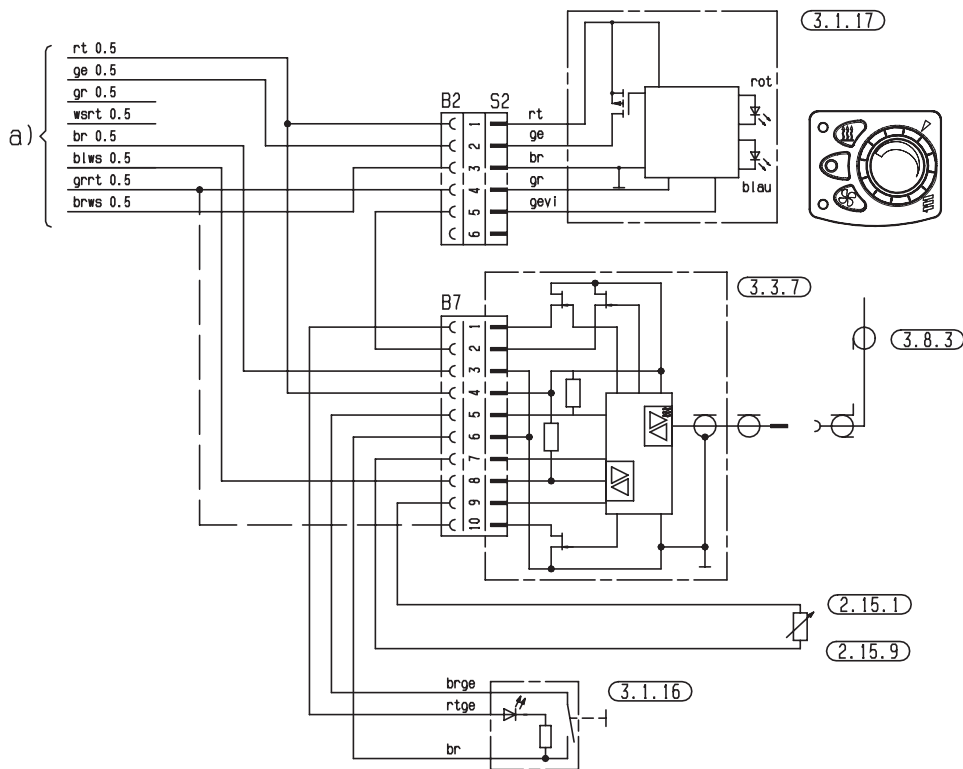 3.1.17
rt 0.5
ge 0.5
gr 0.5
wsrt 0.5
br 0.5
blws 0.5
grrt 0.5
brws 0.5
a)
B2 S2
1
2
3
4
5
6
rt
ge
br
gr
gevi
rot
blau
B7
1
2
3
4
5
6
7
8
9
10
3.3.7
3.8.3
2.15.1
2.15.9
brge
rtge
br
3.1.16